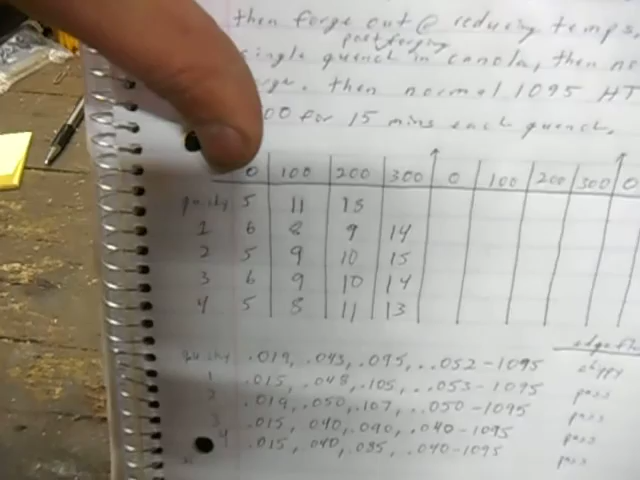 then forge out @ reducing temps,
post forging
single quench in canola, then no
then normal 1095 HT
00 for 15 mins each quench.
0 100 200 300 0 100 200 300 0
5 11 15
1 6 8 9 14
2 5 9 10 15
3 6 9 10 14
4 5 8 11 13
edge
.019, .043, .095, ..052-1095 chippy
1 .015, .048, .105, ..053-1095 pass
2 .019, .050, .107, ..050-1095 pass
3 .015, .040, .090, .040-1095 pass
4 .015, .040, .085, .040-1095 pass